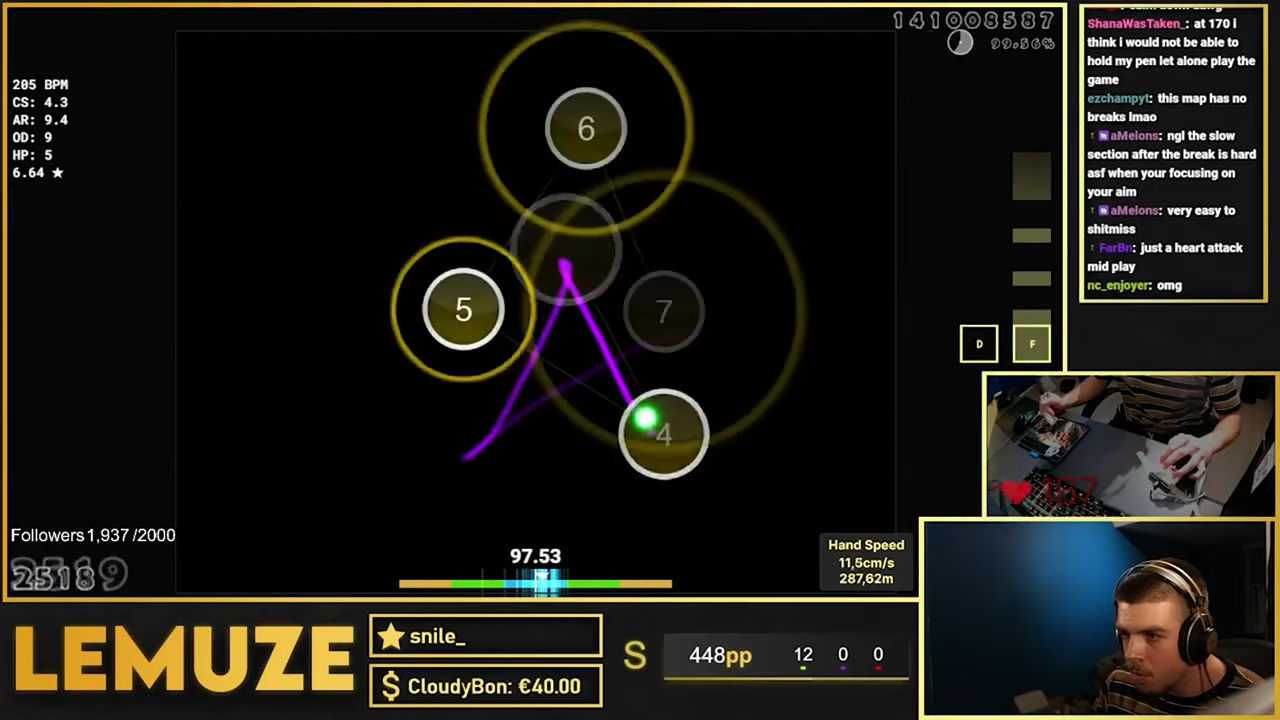 141008587
99.56%
205 BPM
CS: 4.3
AR: 9.4
OD: 9
HP: 5
6.64 ★
6
5
7
4
D
F
ShanaWasTaken_: at 170 i
think i would not be able to
hold my pen let alone play the
game
ezchampyt: this map has no
breaks lmao
aMelons: ngl the slow
section after the break is hard
asf when your focusing on
your aim
aMelons: very easy to
shitmiss
FarBn: just a heart attack
mid play
nc_enjoyer: omg
Followers 1,937 /2000
97.53
Hand Speed
11,5cm/s
287,62m
LEMUZE
snile_
$ CloudyBon: €40.00
S
448pp
12 0 0